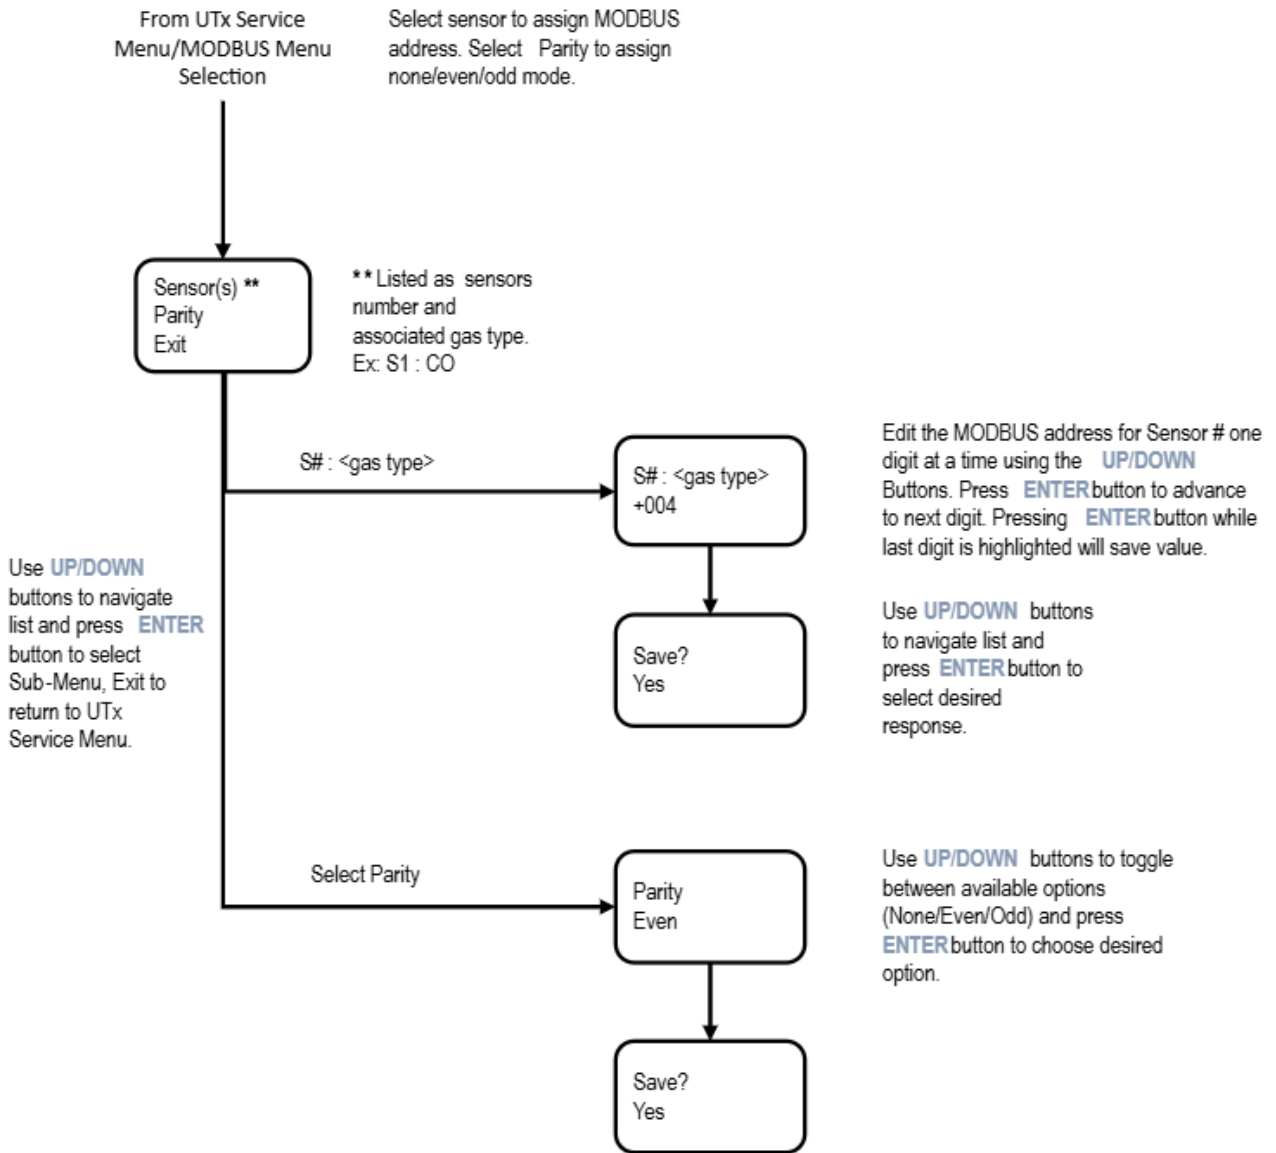 From UTx Service
Menu/MODBUS Menu
Selection
Select sensor to assign MODBUS
address. Select Parity to assign
none/even/odd mode.
Sensor(s) **
Parity
Exit
** Listed as sensors
number and
associated gas type.
Ex: S1 : CO
S# : <gas type>
S# : <gas type>
+004
Edit the MODBUS address for Sensor # one
digit at a time using the UP/DOWN
Buttons. Press ENTER button to advance
to next digit. Pressing ENTER button while
last digit is highlighted will save value.
Use UP/DOWN
buttons to navigate
list and press ENTER
button to select
Sub-Menu, Exit to
return to UTx
Service Menu.
Save?
Yes
Use UP/DOWN buttons
to navigate list and
press ENTER button to
select desired
response.
Select Parity
Parity
Even
Use UP/DOWN buttons to toggle
between available options
(None/Even/Odd) and press
ENTER button to choose desired
option.
Save?
Yes